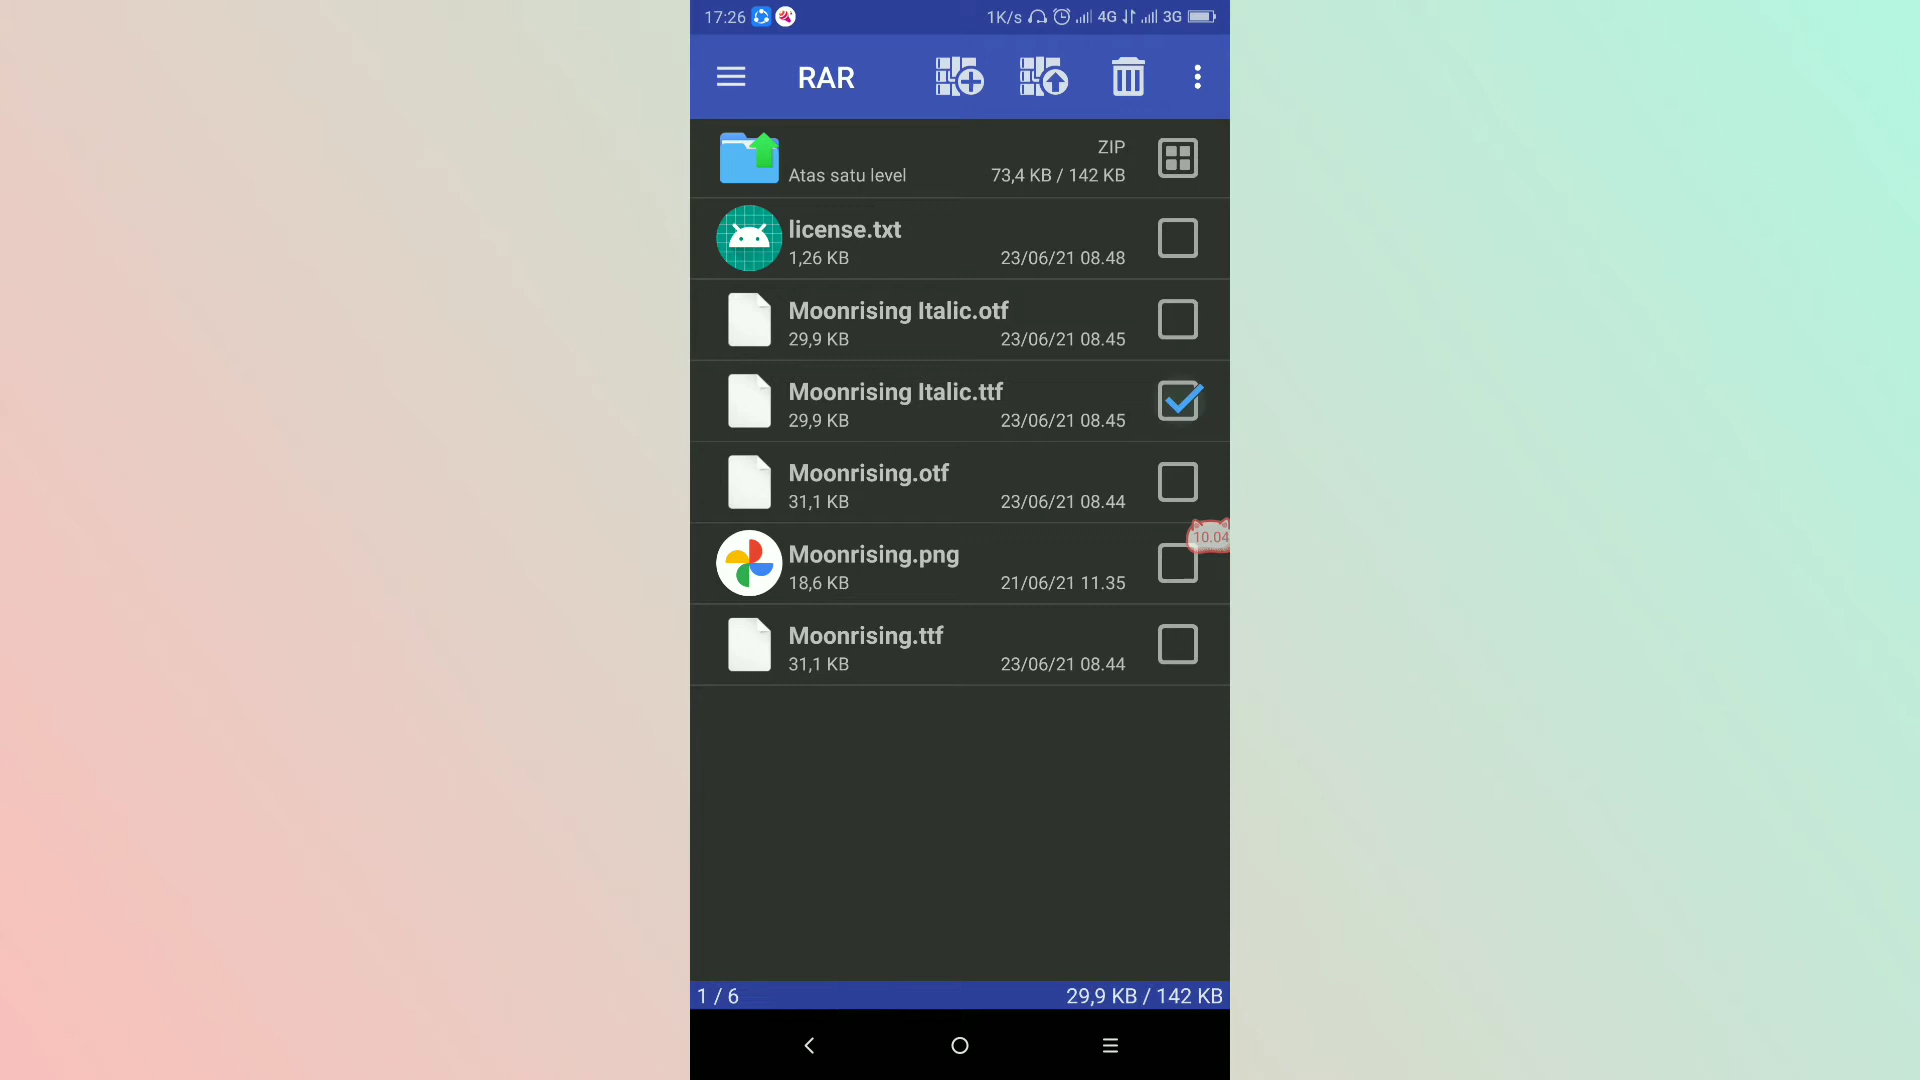 17:26 1K/s 4G 3G
RAR
ZIP
Atas satu level 73,4 KB / 142 KB
license.txt
1,26 KB 23/06/21 08.48
Moonrising Italic.otf
29,9 KB 23/06/21 08.45
Moonrising Italic.ttf
29,9 KB 23/06/21 08.45
Moonrising.otf
31,1 KB 23/06/21 08.44
10.04
Moonrising.png
18,6 KB 21/06/21 11.35
Moonrising.ttf
31,1 KB 23/06/21 08.44
1 / 6 29,9 KB / 142 KB